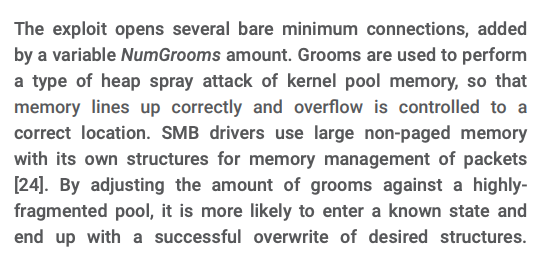 The exploit opens several bare minimum connections, added
by a variable NumGrooms amount. Grooms are used to perform
a type of heap spray attack of kernel pool memory, so that
memory lines up correctly and overflow is controlled to a
correct location. SMB drivers use large non-paged memory
with its own structures for memory management of packets
[24]. By adjusting the amount of grooms against a highly-
fragmented pool, it is more likely to enter a known state and
end up with a successful overwrite of desired structures.